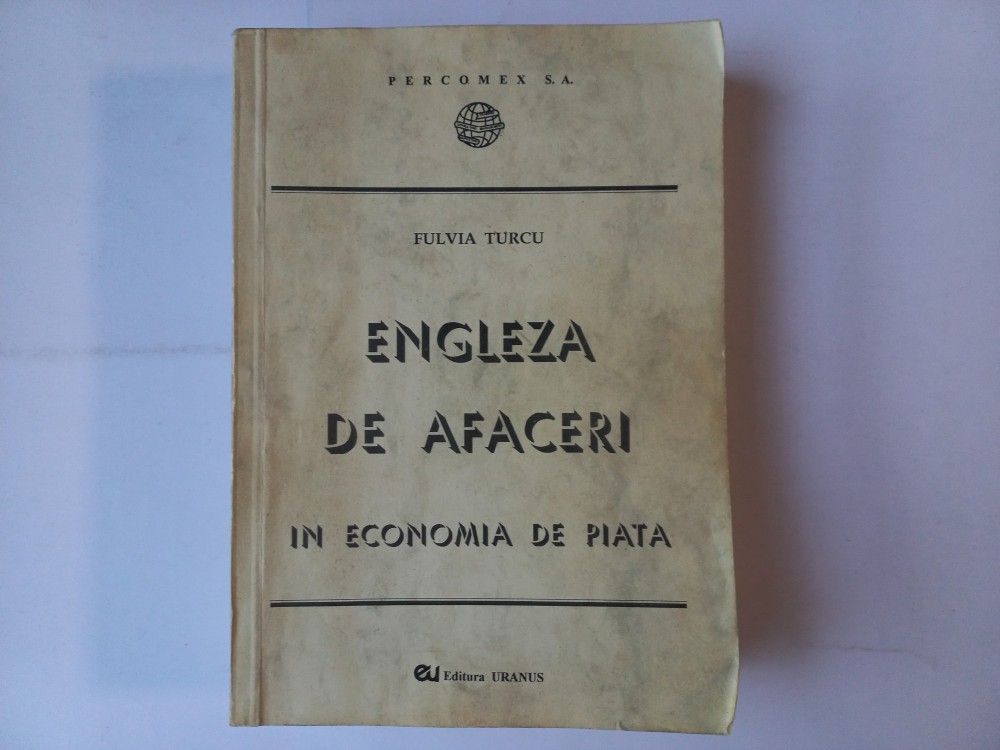 PERCOMEX S.A.
FULVIA TURCU
ENGLEZA
DE AFACERI
IN ECONOMIA DE PIATA
eu Editura URANUS